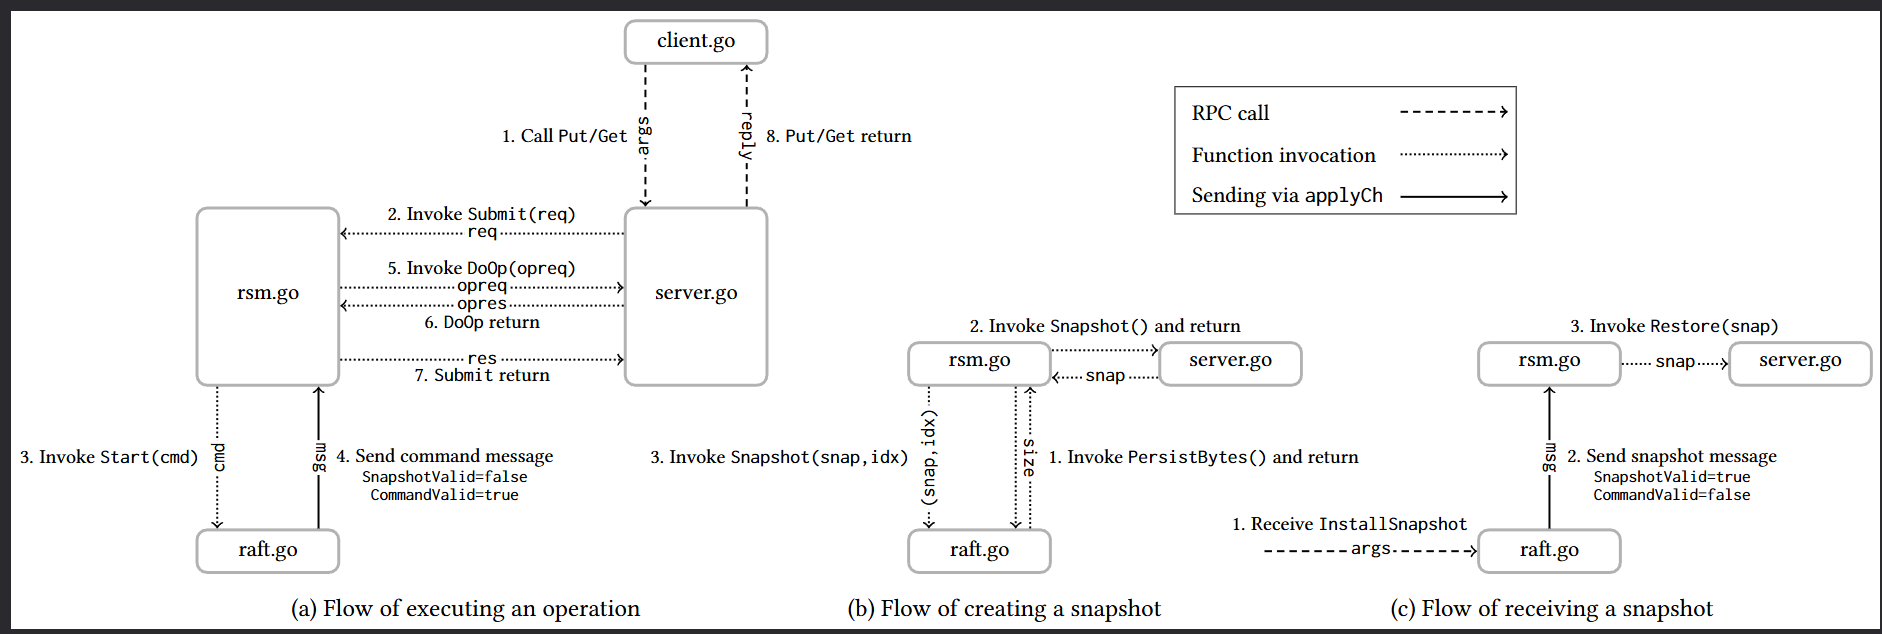 client.go
1. Call Put/Get
args
reply
8. Put/Get return
RPC call
Function invocation
Sending via applyCh
2. Invoke Submit(req)
req
5. Invoke DoOp(opreq)
opreq
opres
6. DoOp return
res
7. Submit return
rsm.go
server.go
3. Invoke Start(cmd)
cmd
msg
4. Send command message
SnapshotValid=false
CommandValid=true
raft.go
(a) Flow of executing an operation
2. Invoke Snapshot() and return
rsm.go
server.go
snap
3. Invoke Snapshot(snap,idx)
(snap,idx)
size
1. Invoke PersistBytes() and return
raft.go
(b) Flow of creating a snapshot
3. Invoke Restore(snap)
rsm.go
snap
server.go
msg
2. Send snapshot message
SnapshotValid=true
CommandValid=false
1. Receive InstallSnapshot
args
raft.go
(c) Flow of receiving a snapshot